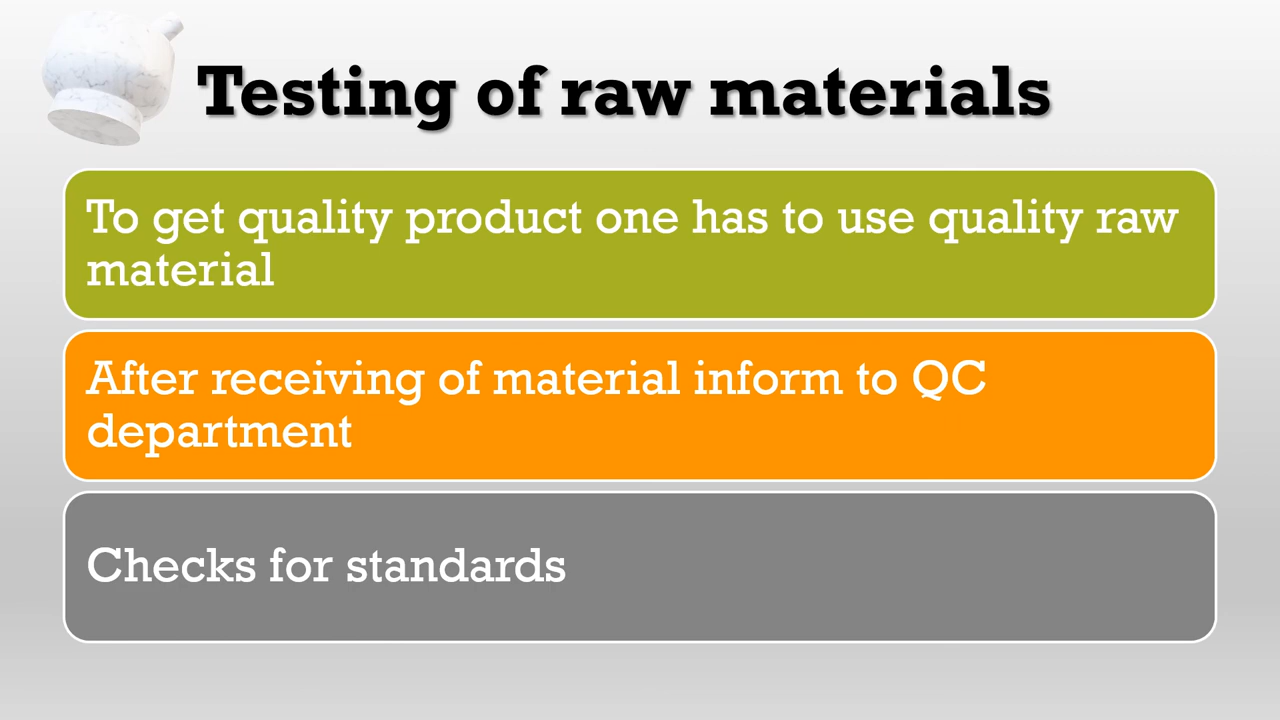 Testing of raw materials
To get quality product one has to use quality raw
material
After receiving of material inform to QC
department
Checks for standards